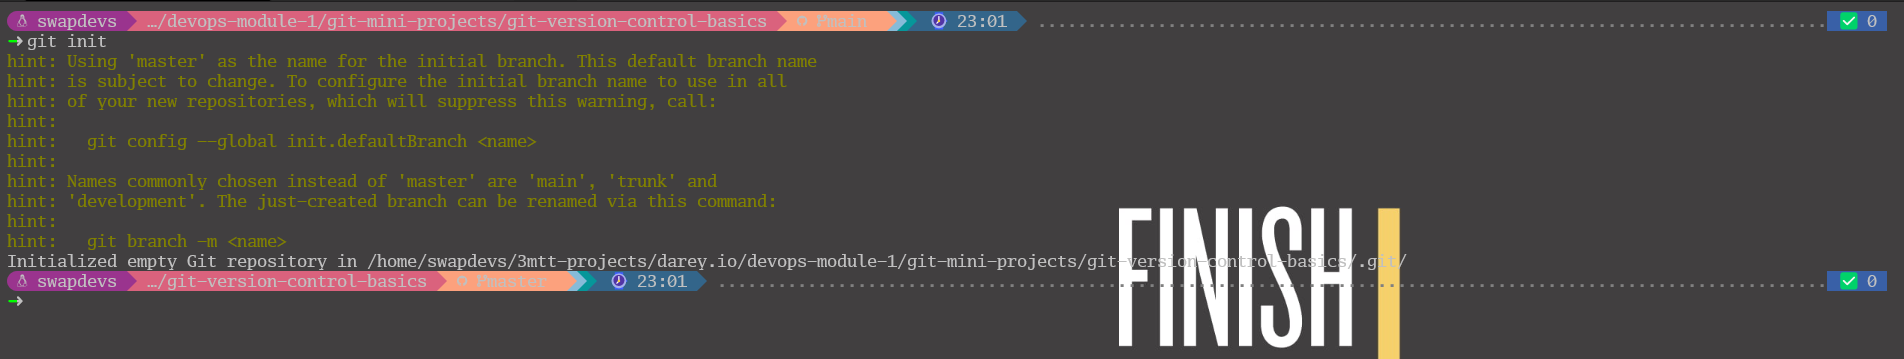 swapdevs …/devops-module-1/git-mini-projects/git-version-control-basics main 23:01 ✅ 0
➜ git init
hint: Using 'master' as the name for the initial branch. This default branch name
hint: is subject to change. To configure the initial branch name to use in all
hint: of your new repositories, which will suppress this warning, call:
hint:
hint:   git config --global init.defaultBranch <name>
hint:
hint: Names commonly chosen instead of 'master' are 'main', 'trunk' and
hint: 'development'. The just-created branch can be renamed via this command:
hint:
hint:   git branch -m <name>
Initialized empty Git repository in /home/swapdevs/3mtt-projects/darey.io/devops-module-1/git-mini-projects/git-version-control-basics/.git/
swapdevs …/git-version-control-basics master 23:01 ✅ 0
➜
FINISH